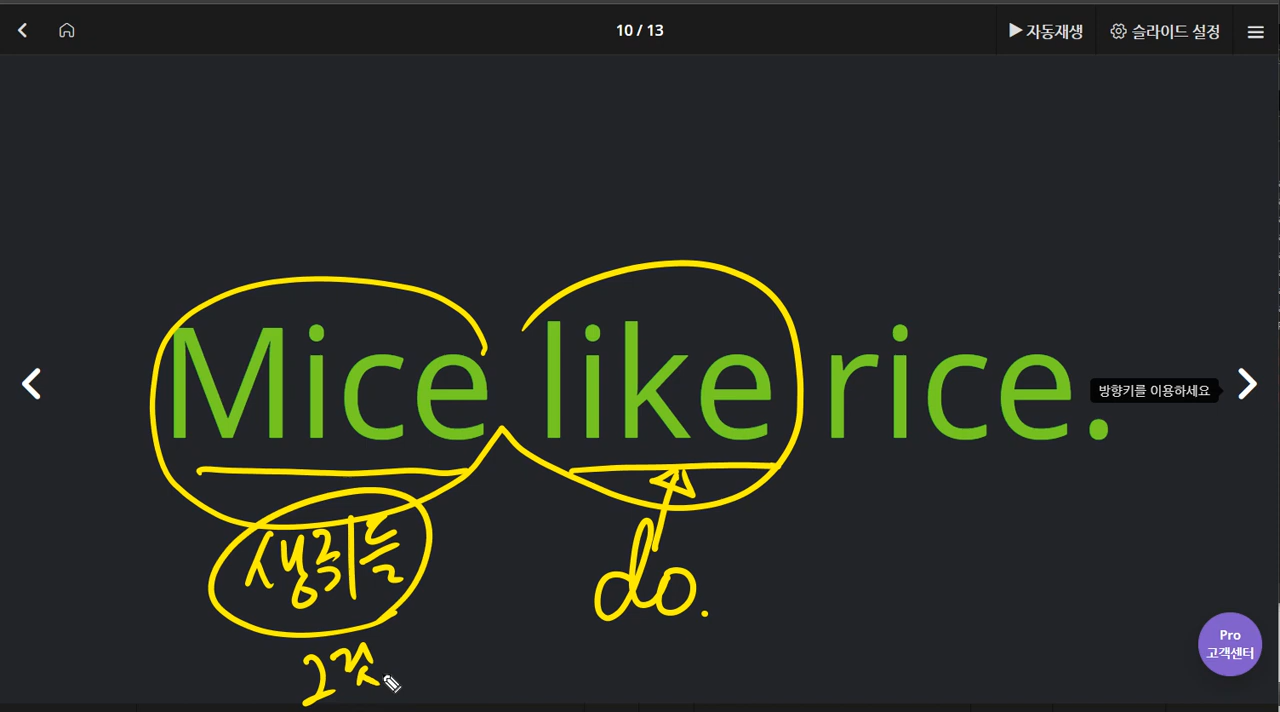 10 / 13
▶ 자동재생
슬라이드 설정
Mice like rice.
방향키를 이용하세요
생쥐들
do.
그것
Pro
고객센터